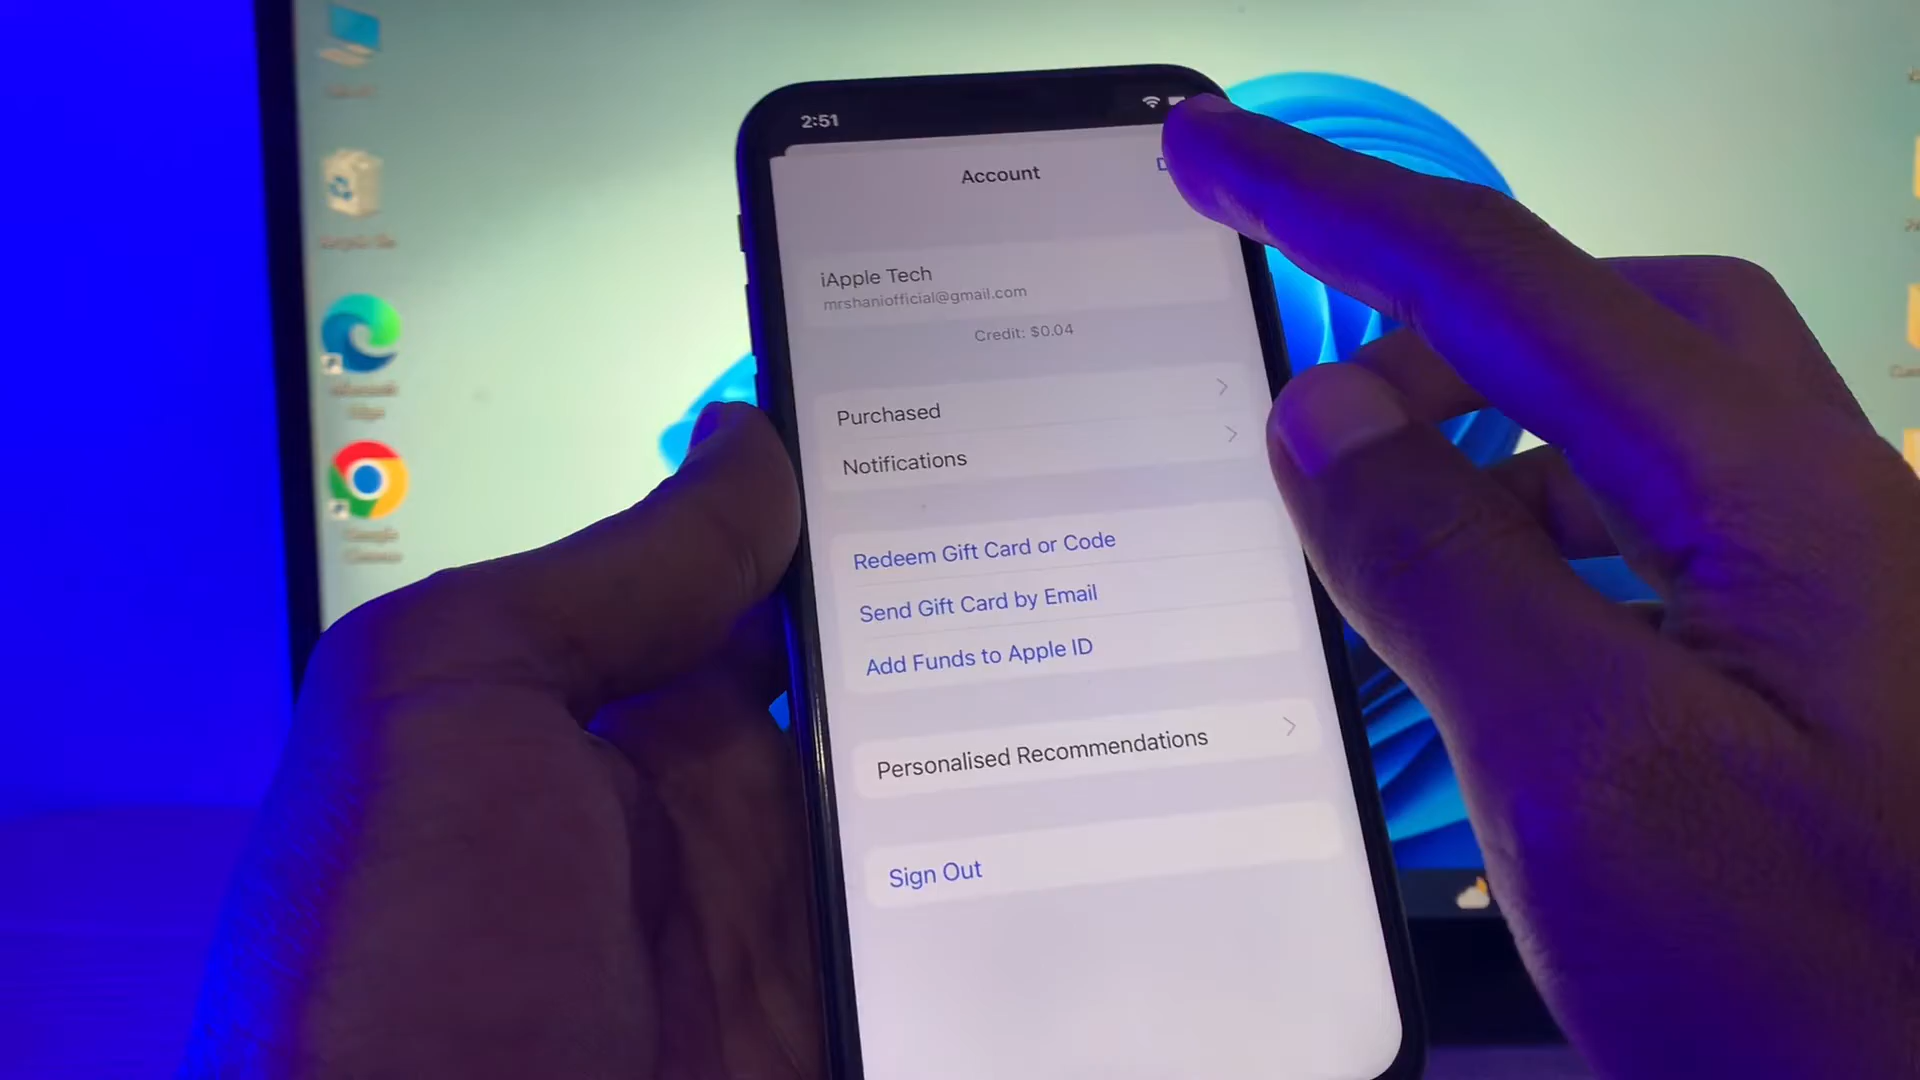 2:51
Account
iApple Tech
mrshaniofficial@gmail.com
Credit: $0.04
Purchased
Notifications
Redeem Gift Card or Code
Send Gift Card by Email
Add Funds to Apple ID
Personalised Recommendations
Sign Out